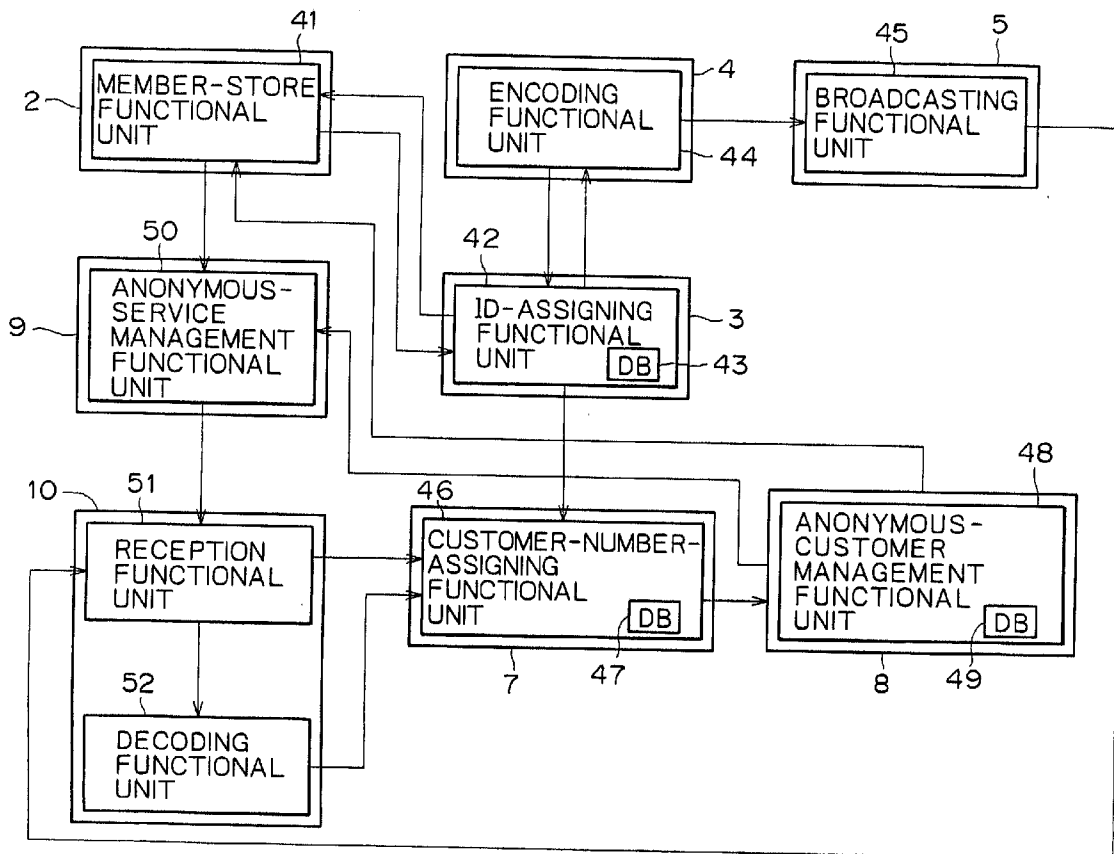 41
MEMBER-STORE
FUNCTIONAL
UNIT
2
4
ENCODING
FUNCTIONAL
UNIT
44
45
5
BROADCASTING
FUNCTIONAL
UNIT
50
ANONYMOUS-
SERVICE
MANAGEMENT
FUNCTIONAL
UNIT
9
42
ID-ASSIGNING
FUNCTIONAL
UNIT
DB
3
43
10
51
RECEPTION
FUNCTIONAL
UNIT
52
DECODING
FUNCTIONAL
UNIT
46
CUSTOMER-NUMBER-
ASSIGNING
FUNCTIONAL
UNIT
DB
47
7
48
ANONYMOUS-
CUSTOMER
MANAGEMENT
FUNCTIONAL
UNIT
DB
8
49